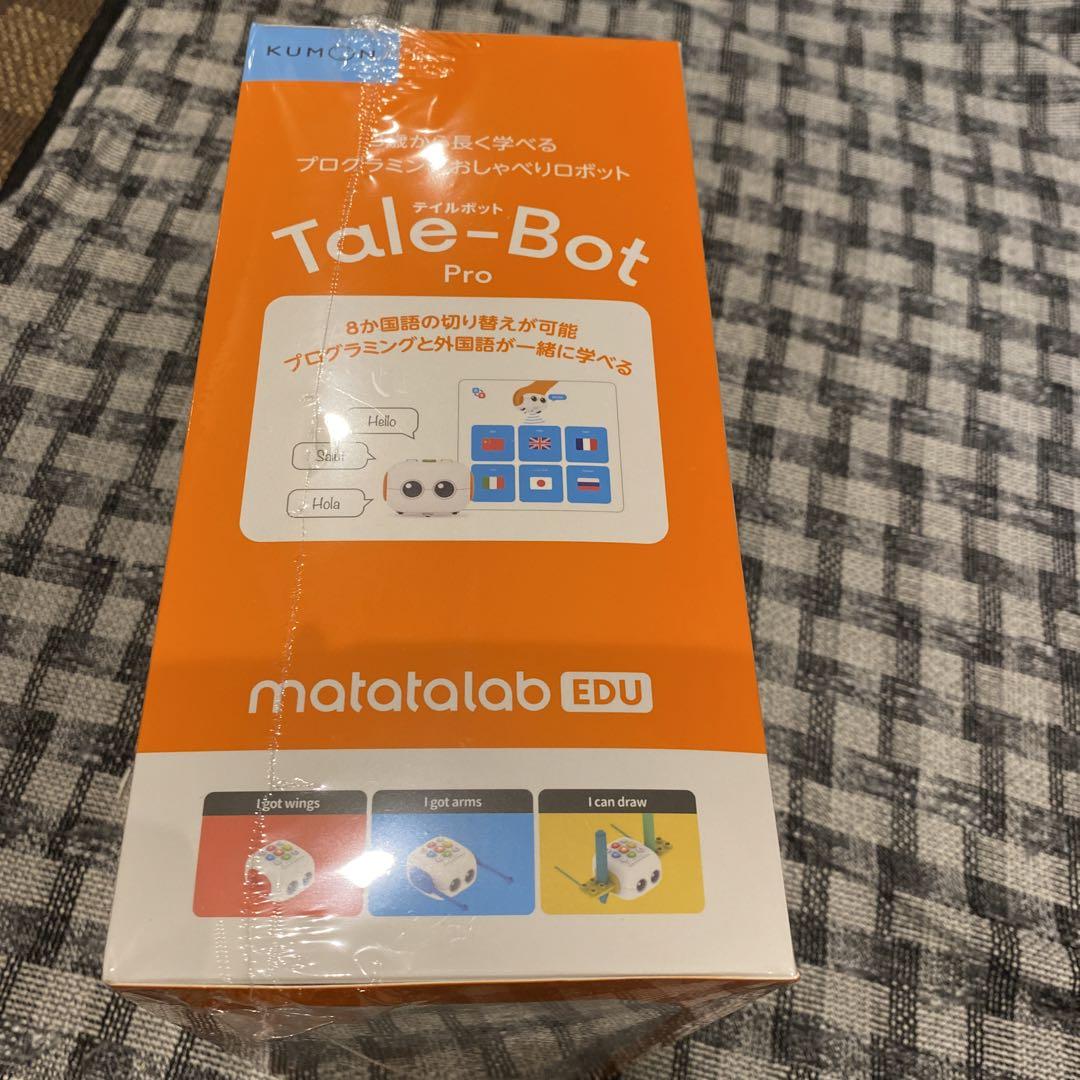 KUMON
歳か 長く学べる
プログラミング おしゃべりロボット
テイルボット
Tale-Bot
Pro
8か国語の切り替えが可能
プログラミングと外国語が一緒に学べる
Hello
Salut
Hola
matatalab EDU
I got wings
I got arms
I can draw